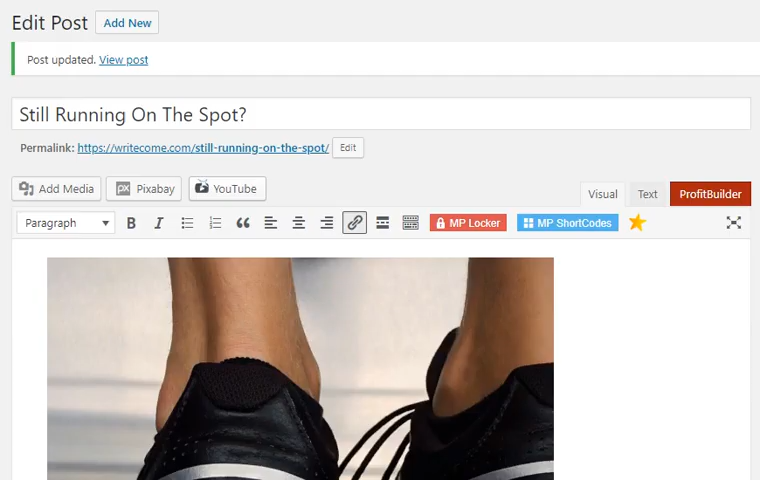 Edit Post Add New
Post updated. View post
Still Running On The Spot?
Permalink: https://writecome.com/still-running-on-the-spot/ Edit
Add Media px Pixabay YouTube Visual Text ProfitBuilder
Paragraph B I MP Locker MP ShortCodes